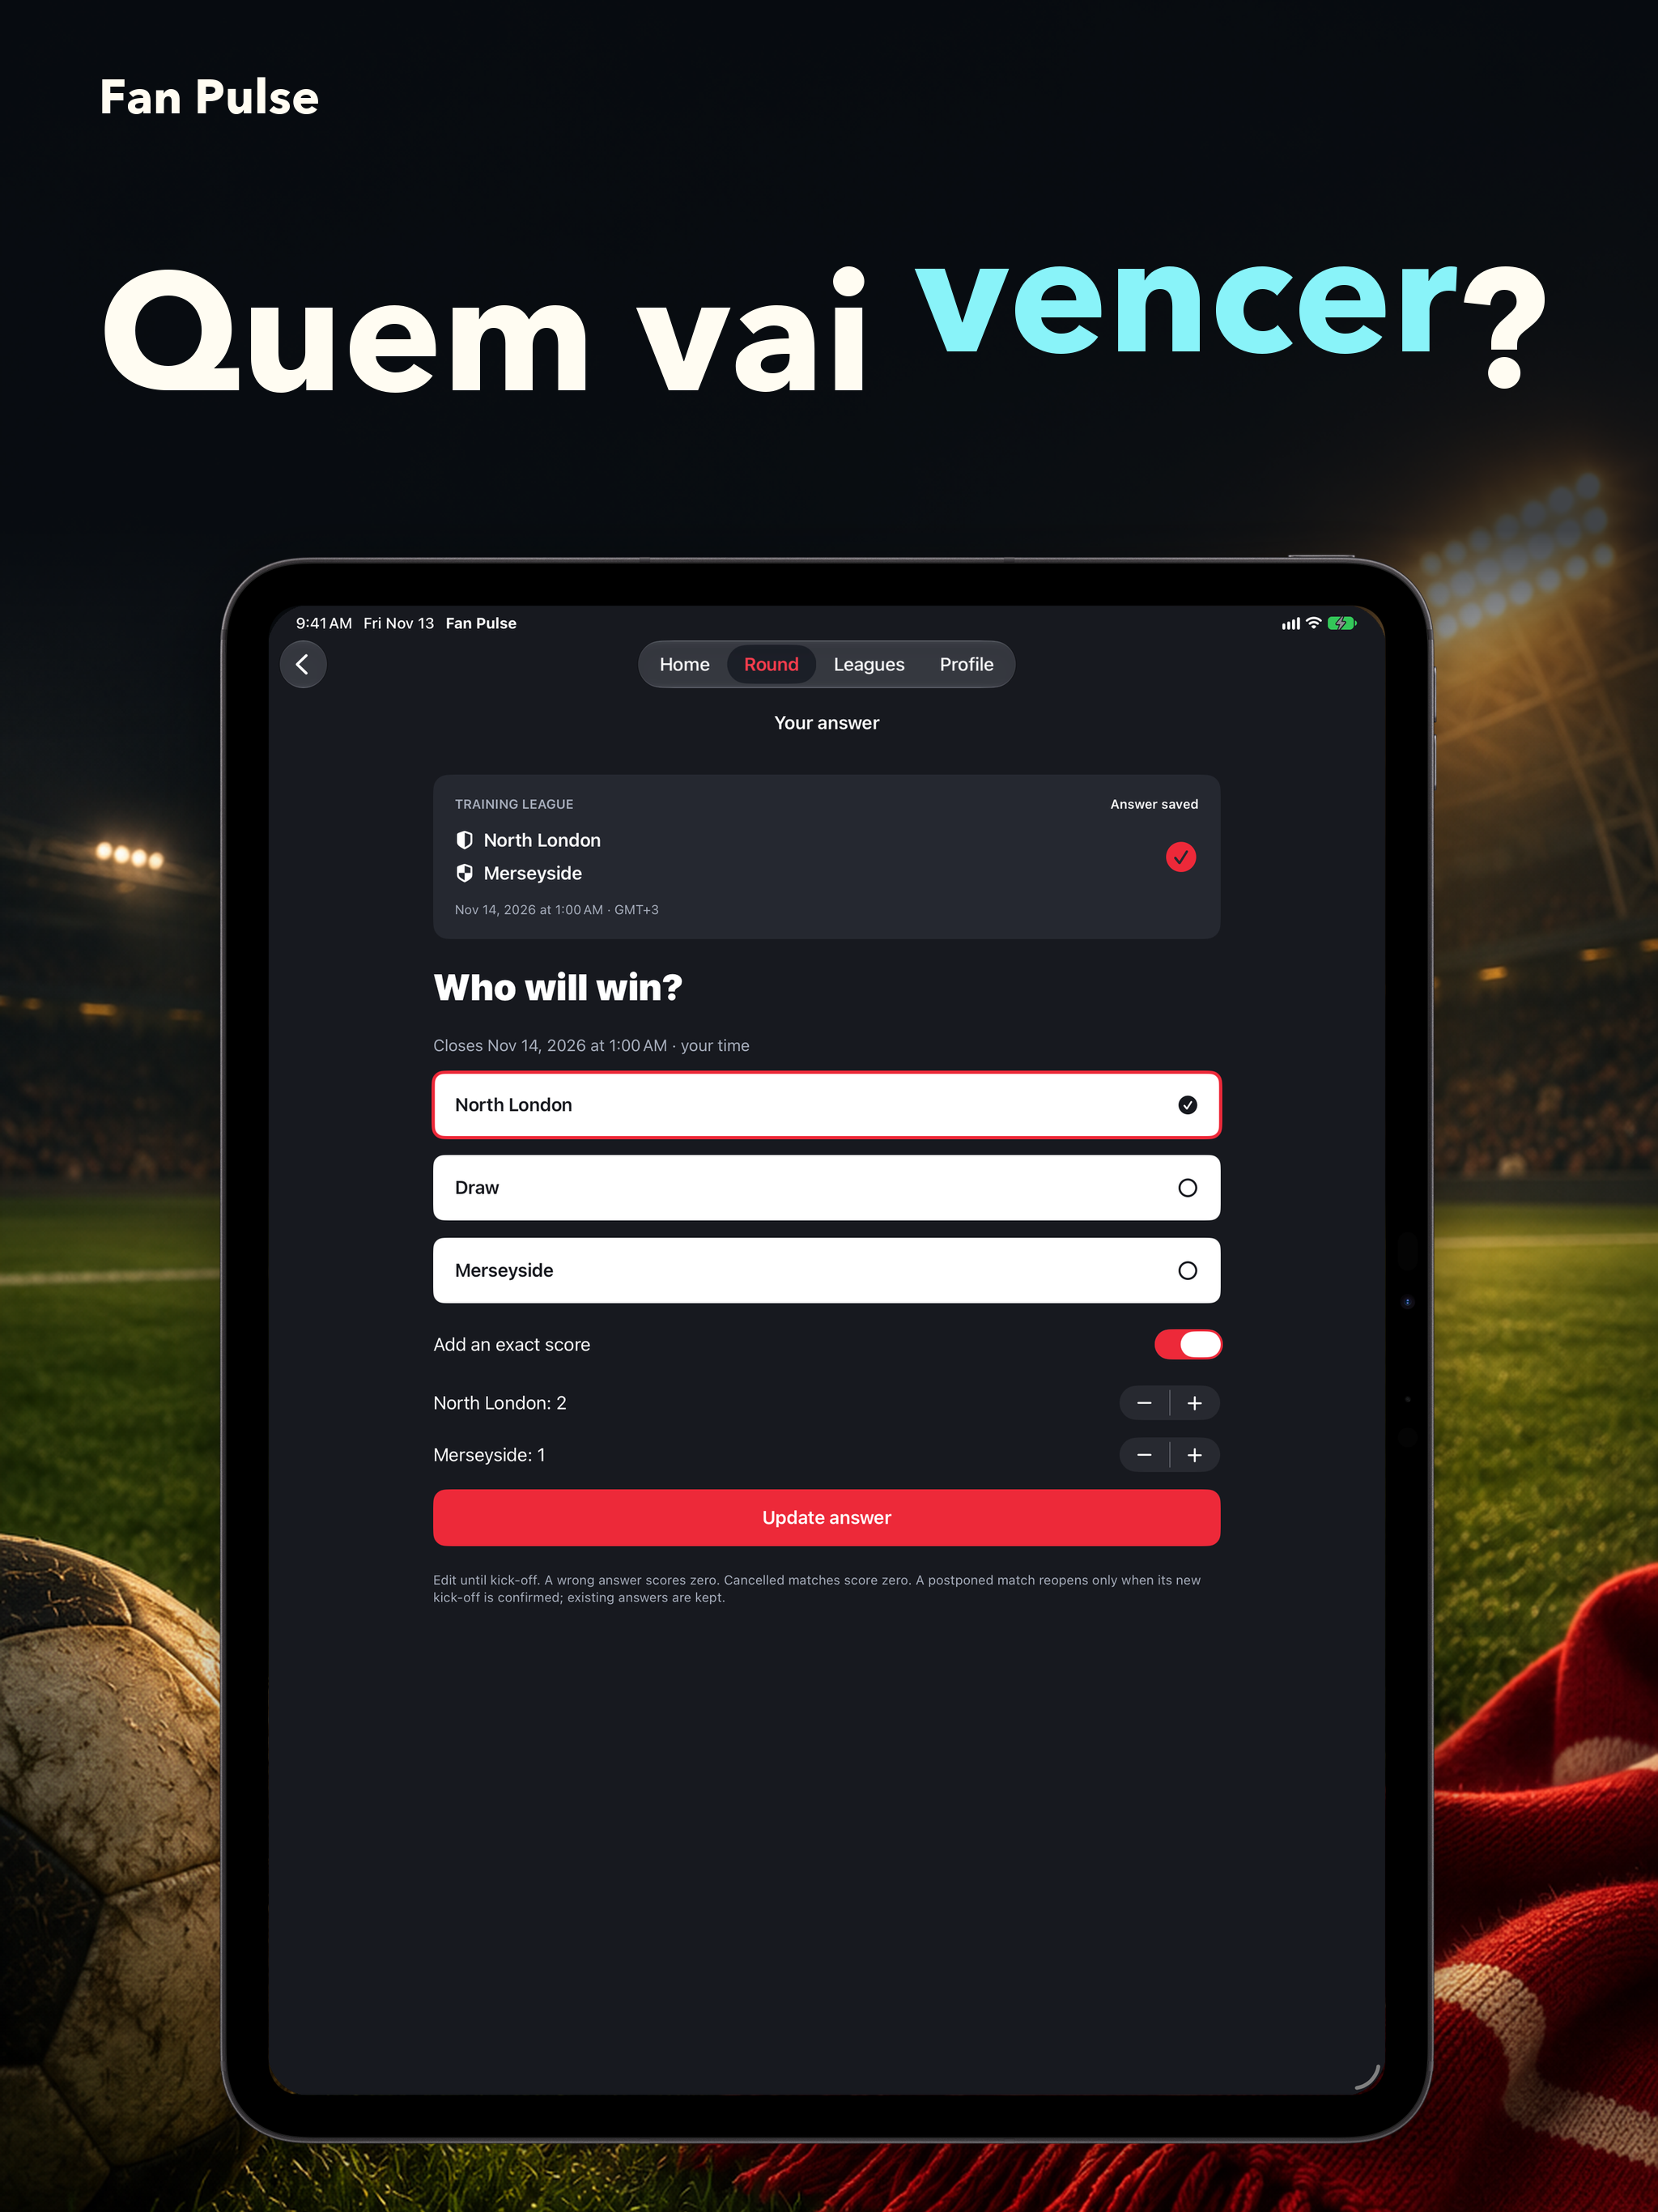 Fan Pulse
Quem vai vencer?
9:41 AM Fri Nov 13 Fan Pulse
Home Round Leagues Profile
Your answer
TRAINING LEAGUE Answer saved
North London
Merseyside
Nov 14, 2026 at 1:00 AM · GMT+3
Who will win?
Closes Nov 14, 2026 at 1:00 AM · your time
North London
Draw
Merseyside
Add an exact score
North London: 2
Merseyside: 1
Update answer
Edit until kick-off. A wrong answer scores zero. Cancelled matches score zero. A postponed match reopens only when its new
kick-off is confirmed; existing answers are kept.